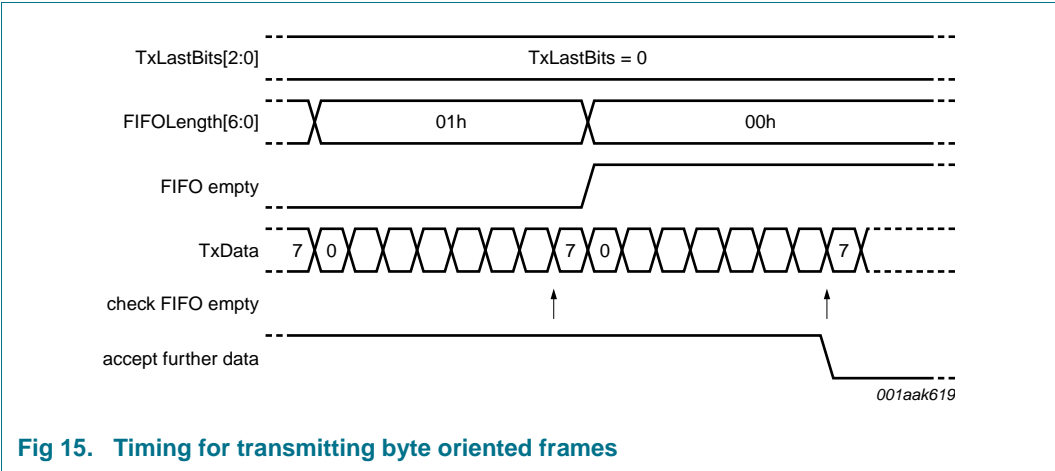 TxLastBits[2:0] TxLastBits = 0
FIFOLength[6:0] 01h 00h
FIFO empty
TxData 7 0 7 0 7
check FIFO empty
accept further data
001aak619
Fig 15. Timing for transmitting byte oriented frames